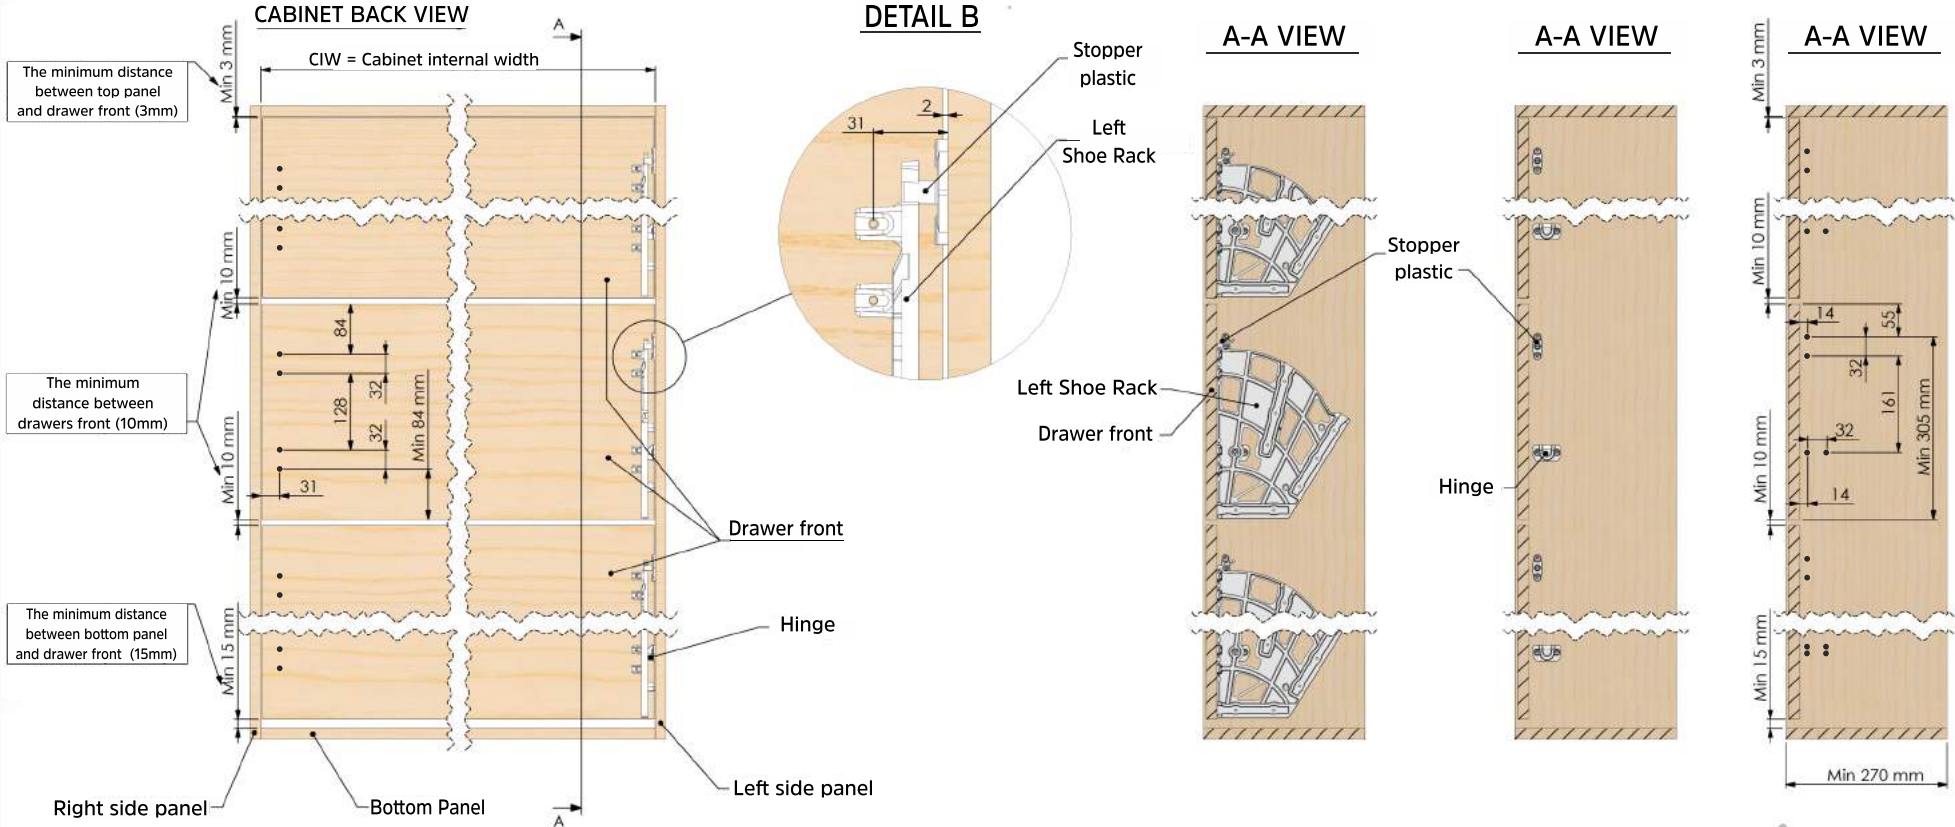 CABINET BACK VIEW
A
CIW = Cabinet internal width
Min 3 mm
The minimum distance
between top panel
and drawer front (3mm)
Min 10 mm
84
32
128
32
Min 84 mm
The minimum
distance between
drawers front (10mm)
Min 10 mm
31
Drawer front
The minimum distance
between bottom panel
and drawer front (15mm)
Min 15 mm
Hinge
Right side panel
Bottom Panel
Left side panel
A
DETAIL B
Stopper
plastic
2
31
Left
Shoe Rack
A-A VIEW
Stopper
plastic
Left Shoe Rack
Drawer front
A-A VIEW
Hinge
A-A VIEW
Min 3 mm
Min 10 mm
14
55
32
161
Min 305 mm
32
Min 10 mm
14
Min 15 mm
Min 270 mm